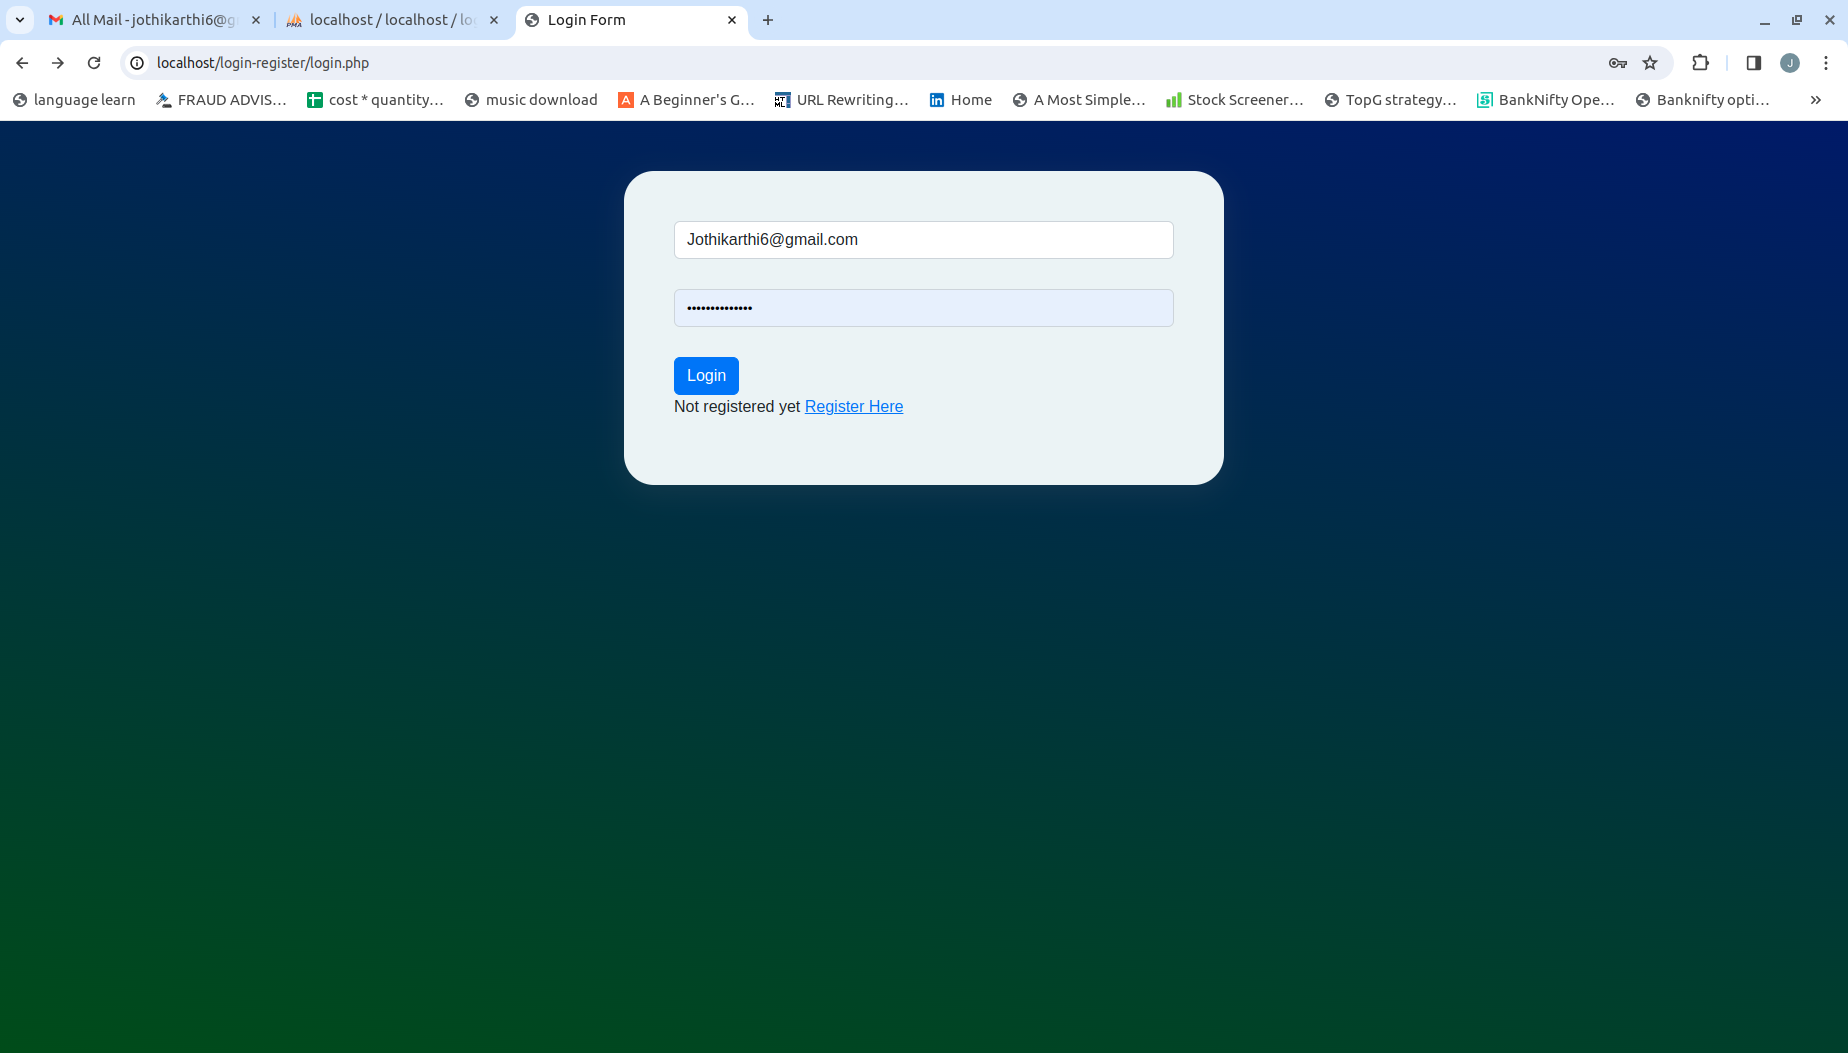 All Mail - jothikarthi6@g
localhost / localhost / lo
Login Form
localhost/login-register/login.php
J
language learn
FRAUD ADVIS...
cost * quantity...
music download
A Beginner's G...
URL Rewriting...
Home
A Most Simple...
Stock Screener...
TopG strategy...
BankNifty Ope...
Banknifty opti...
Jothikarthi6@gmail.com
••••••••••••••
Login
Not registered yet Register Here